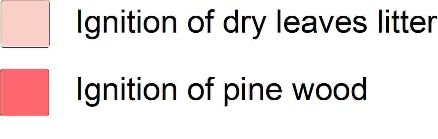 Ignition of dry leaves litter
Ignition of pine wood